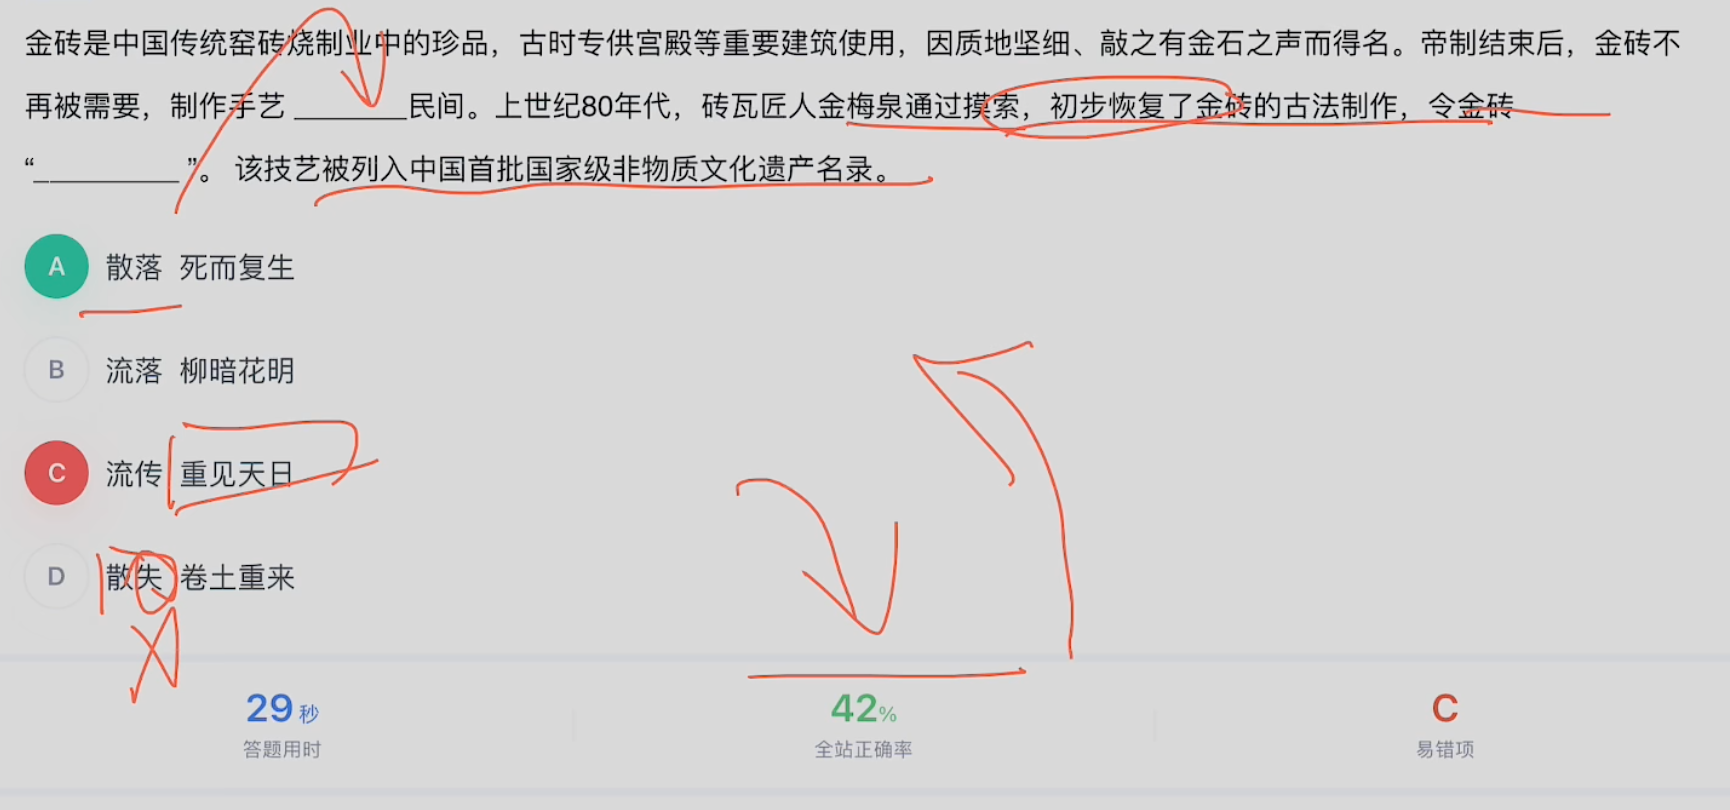 金砖是中国传统窑砖烧制业中的珍品，古时专供宫殿等重要建筑使用，因质地坚细、敲之有金石之声而得名。帝制结束后，金砖不
再被需要，制作手艺________民间。上世纪80年代，砖瓦匠人金梅泉通过摸索，初步恢复了金砖的古法制作，令金砖
“__________”。 该技艺被列入中国首批国家级非物质文化遗产名录。
A 散落 死而复生
B 流落 柳暗花明
C 流传 重见天日
D 散失 卷土重来
29秒 42% C
答题用时 全站正确率 易错项